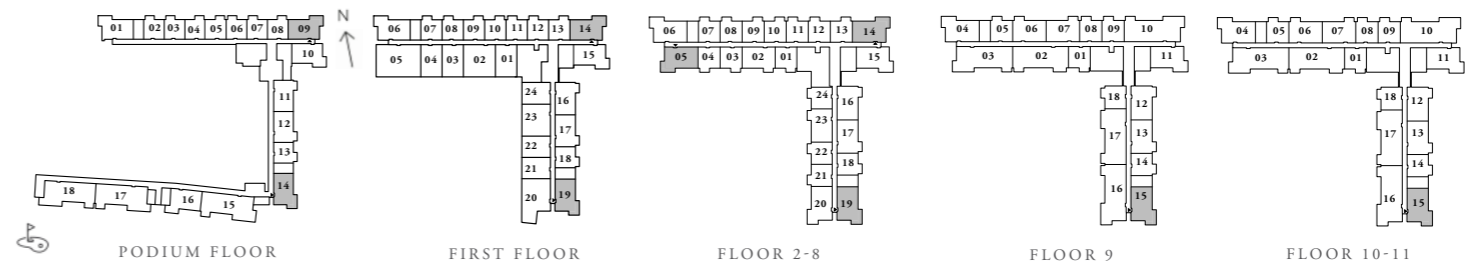 01 02 03 04 05 06 07 08 09
10
11
12
13
14
18 17 16 15
PODIUM FLOOR
N
06 07 08 09 10 11 12 13 14
05 04 03 02 01 15
24 16
23 17
22 18
21
20 19
FIRST FLOOR
06 07 08 09 10 11 12 13 14
05 04 03 02 01 15
24 16
23 17
22 18
21
20 19
FLOOR 2-8
04 05 06 07 08 09 10
03 02 01 11
18 12
17 13
14
16 15
FLOOR 9
04 05 06 07 08 09 10
03 02 01 11
18 12
17 13
14
16 15
FLOOR 10-11